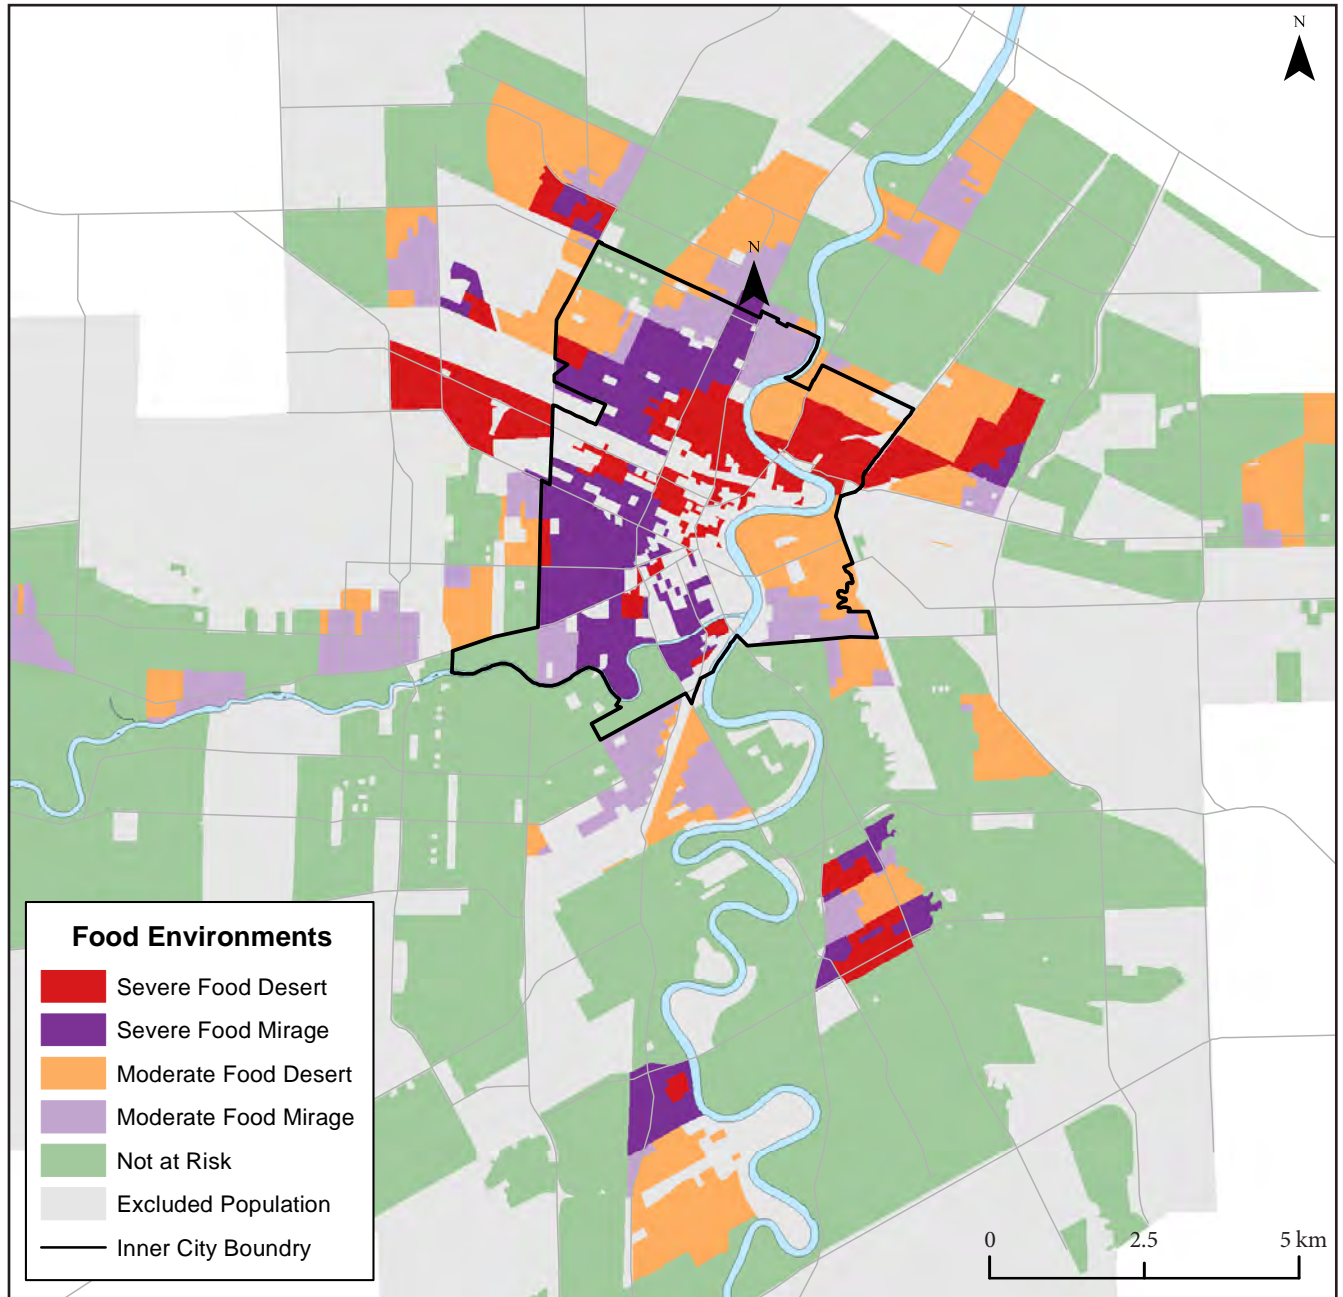 N
N
Food Environments
Severe Food Desert
Severe Food Mirage
Moderate Food Desert
Moderate Food Mirage
Not at Risk
Excluded Population
Inner City Boundry
0 2.5 5 km